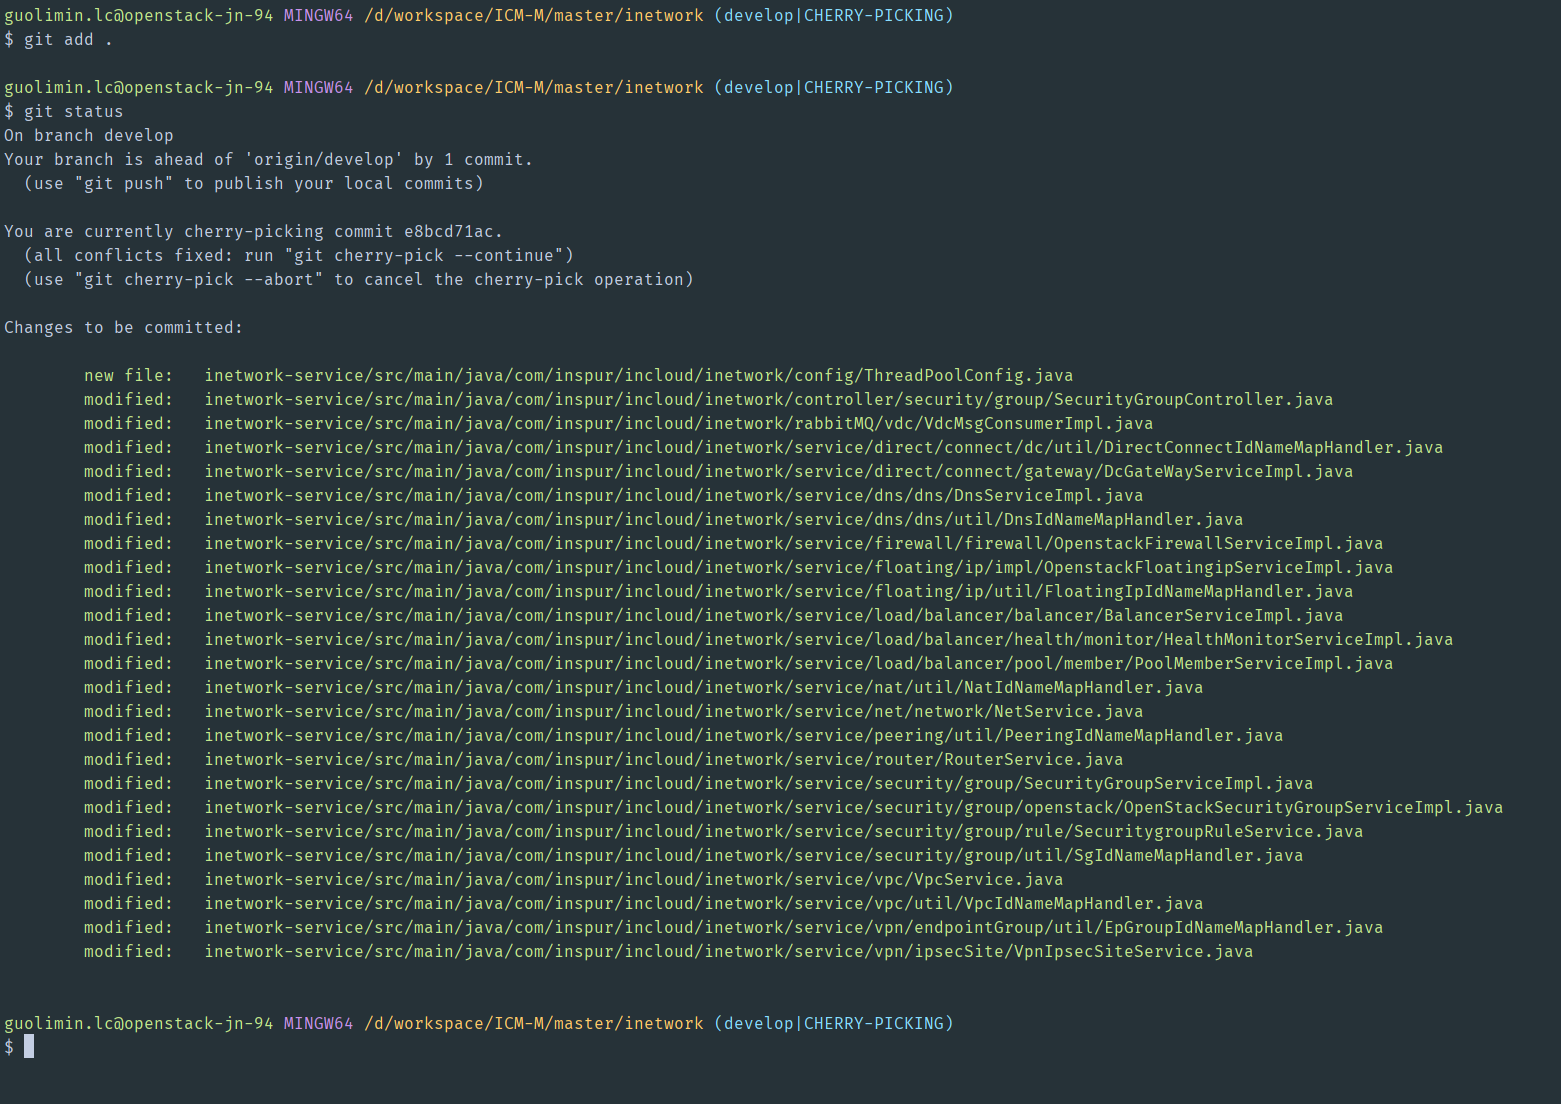 guolimin.lc@openstack-jn-94 MINGW64 /d/workspace/ICM-M/master/inetwork (develop|CHERRY-PICKING)
$ git add .
guolimin.lc@openstack-jn-94 MINGW64 /d/workspace/ICM-M/master/inetwork (develop|CHERRY-PICKING)
$ git status
On branch develop
Your branch is ahead of 'origin/develop' by 1 commit.
  (use "git push" to publish your local commits)
You are currently cherry-picking commit e8bcd71ac.
  (all conflicts fixed: run "git cherry-pick --continue")
  (use "git cherry-pick --abort" to cancel the cherry-pick operation)
Changes to be committed:
        new file:   inetwork-service/src/main/java/com/inspur/incloud/inetwork/config/ThreadPoolConfig.java
        modified:   inetwork-service/src/main/java/com/inspur/incloud/inetwork/controller/security/group/SecurityGroupController.java
        modified:   inetwork-service/src/main/java/com/inspur/incloud/inetwork/rabbitMQ/vdc/VdcMsgConsumerImpl.java
        modified:   inetwork-service/src/main/java/com/inspur/incloud/inetwork/service/direct/connect/dc/util/DirectConnectIdNameMapHandler.java
        modified:   inetwork-service/src/main/java/com/inspur/incloud/inetwork/service/direct/connect/gateway/DcGateWayServiceImpl.java
        modified:   inetwork-service/src/main/java/com/inspur/incloud/inetwork/service/dns/dns/DnsServiceImpl.java
        modified:   inetwork-service/src/main/java/com/inspur/incloud/inetwork/service/dns/dns/util/DnsIdNameMapHandler.java
        modified:   inetwork-service/src/main/java/com/inspur/incloud/inetwork/service/firewall/firewall/OpenstackFirewallServiceImpl.java
        modified:   inetwork-service/src/main/java/com/inspur/incloud/inetwork/service/floating/ip/impl/OpenstackFloatingipServiceImpl.java
        modified:   inetwork-service/src/main/java/com/inspur/incloud/inetwork/service/floating/ip/util/FloatingIpIdNameMapHandler.java
        modified:   inetwork-service/src/main/java/com/inspur/incloud/inetwork/service/load/balancer/balancer/BalancerServiceImpl.java
        modified:   inetwork-service/src/main/java/com/inspur/incloud/inetwork/service/load/balancer/health/monitor/HealthMonitorServiceImpl.java
        modified:   inetwork-service/src/main/java/com/inspur/incloud/inetwork/service/load/balancer/pool/member/PoolMemberServiceImpl.java
        modified:   inetwork-service/src/main/java/com/inspur/incloud/inetwork/service/nat/util/NatIdNameMapHandler.java
        modified:   inetwork-service/src/main/java/com/inspur/incloud/inetwork/service/net/network/NetService.java
        modified:   inetwork-service/src/main/java/com/inspur/incloud/inetwork/service/peering/util/PeeringIdNameMapHandler.java
        modified:   inetwork-service/src/main/java/com/inspur/incloud/inetwork/service/router/RouterService.java
        modified:   inetwork-service/src/main/java/com/inspur/incloud/inetwork/service/security/group/SecurityGroupServiceImpl.java
        modified:   inetwork-service/src/main/java/com/inspur/incloud/inetwork/service/security/group/openstack/OpenStackSecurityGroupServiceImpl.java
        modified:   inetwork-service/src/main/java/com/inspur/incloud/inetwork/service/security/group/rule/SecuritygroupRuleService.java
        modified:   inetwork-service/src/main/java/com/inspur/incloud/inetwork/service/security/group/util/SgIdNameMapHandler.java
        modified:   inetwork-service/src/main/java/com/inspur/incloud/inetwork/service/vpc/VpcService.java
        modified:   inetwork-service/src/main/java/com/inspur/incloud/inetwork/service/vpc/util/VpcIdNameMapHandler.java
        modified:   inetwork-service/src/main/java/com/inspur/incloud/inetwork/service/vpn/endpointGroup/util/EpGroupIdNameMapHandler.java
        modified:   inetwork-service/src/main/java/com/inspur/incloud/inetwork/service/vpn/ipsecSite/VpnIpsecSiteService.java
guolimin.lc@openstack-jn-94 MINGW64 /d/workspace/ICM-M/master/inetwork (develop|CHERRY-PICKING)
$